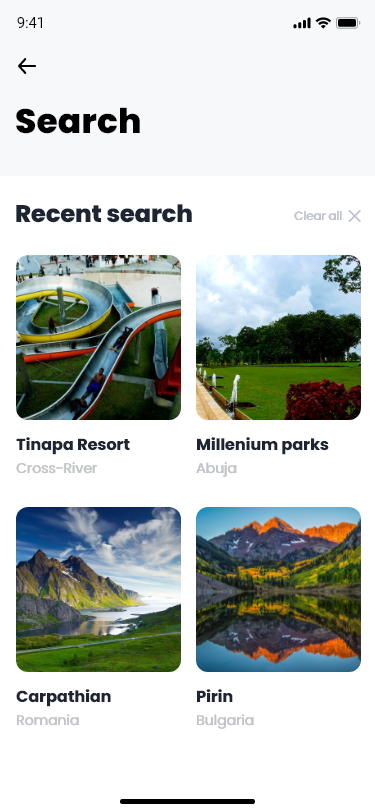 9:41
Search
Recent search
Clear all
Tinapa Resort
Millenium parks
Cross-River
Abuja
Carpathian
Pirin
Romania
Bulgaria